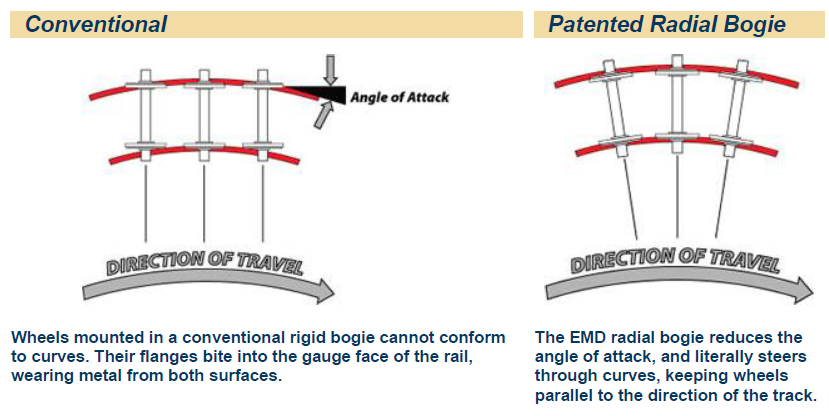 Conventional
Patented Radial Bogie
Angle of Attack
DIRECTION OF TRAVEL
DIRECTION OF TRAVEL
Wheels mounted in a conventional rigid bogie cannot conform
to curves. Their flanges bite into the gauge face of the rail,
wearing metal from both surfaces.
The EMD radial bogie reduces the
angle of attack, and literally steers
through curves, keeping wheels
parallel to the direction of the track.